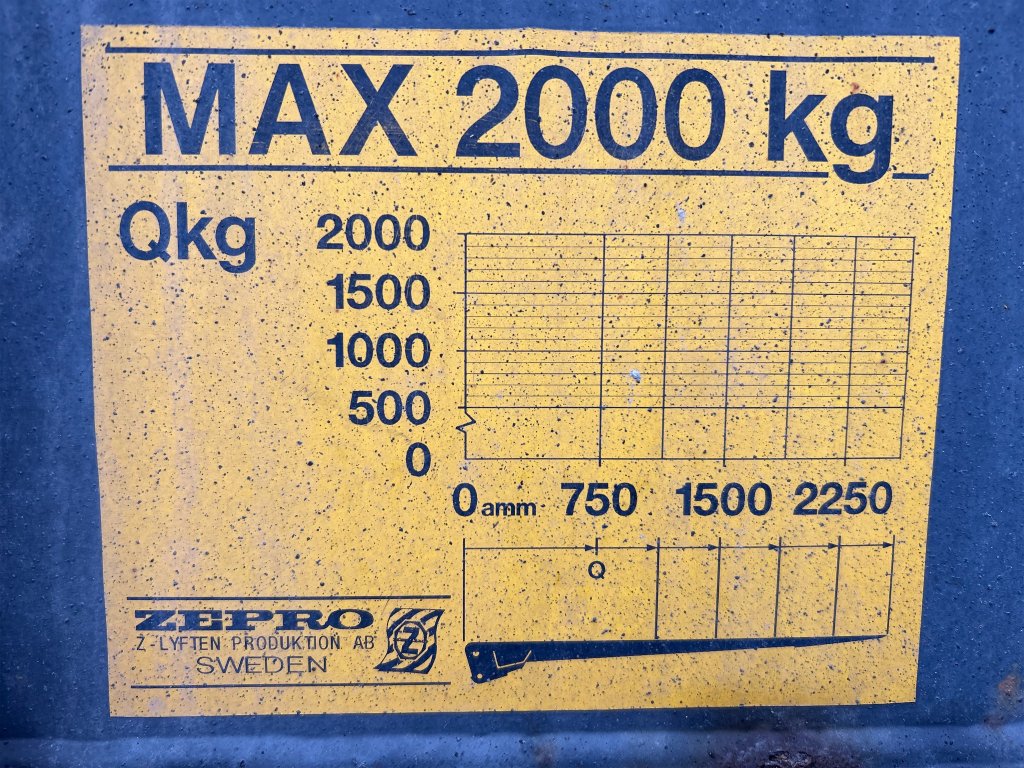 MAX 2000 kg
Qkg
2000
1500
1000
500
0
0 amm 750 1500 2250
Q
ZEPRO
Z-LYFTEN PRODUKTION AB
SWEDEN
Z